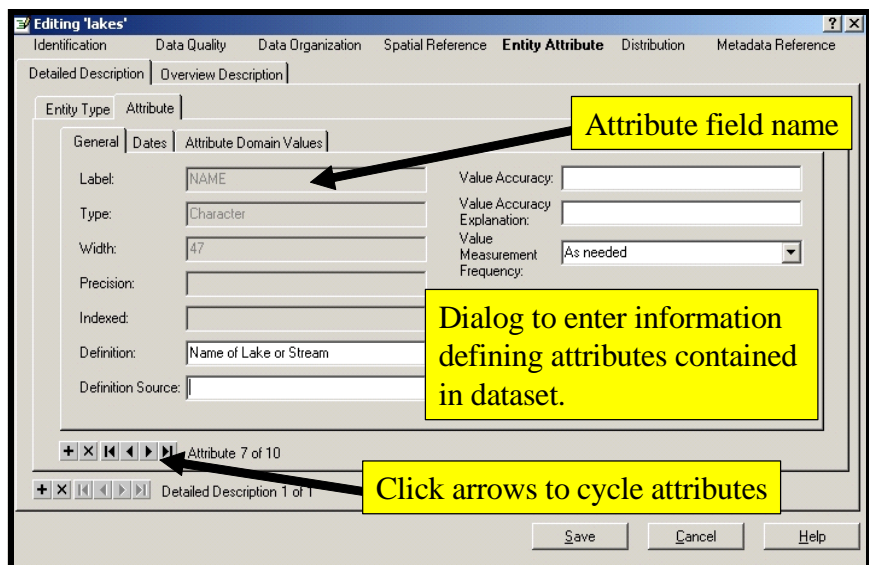 Editing 'lakes'
Identification Data Quality Data Organization Spatial Reference Entity Attribute Distribution Metadata Reference
Detailed Description Overview Description
Entity Type Attribute
Attribute field name
General Dates Attribute Domain Values
Label: NAME Value Accuracy:
Type: Character Value Accuracy
Explanation:
Width: 47 Value
Measurement As needed
Frequency:
Precision:
Indexed:
Dialog to enter information
defining attributes contained
in dataset.
Definition: Name of Lake or Stream
Definition Source:
Attribute 7 of 10
Click arrows to cycle attributes
Detailed Description 1 of 1
Save Cancel Help